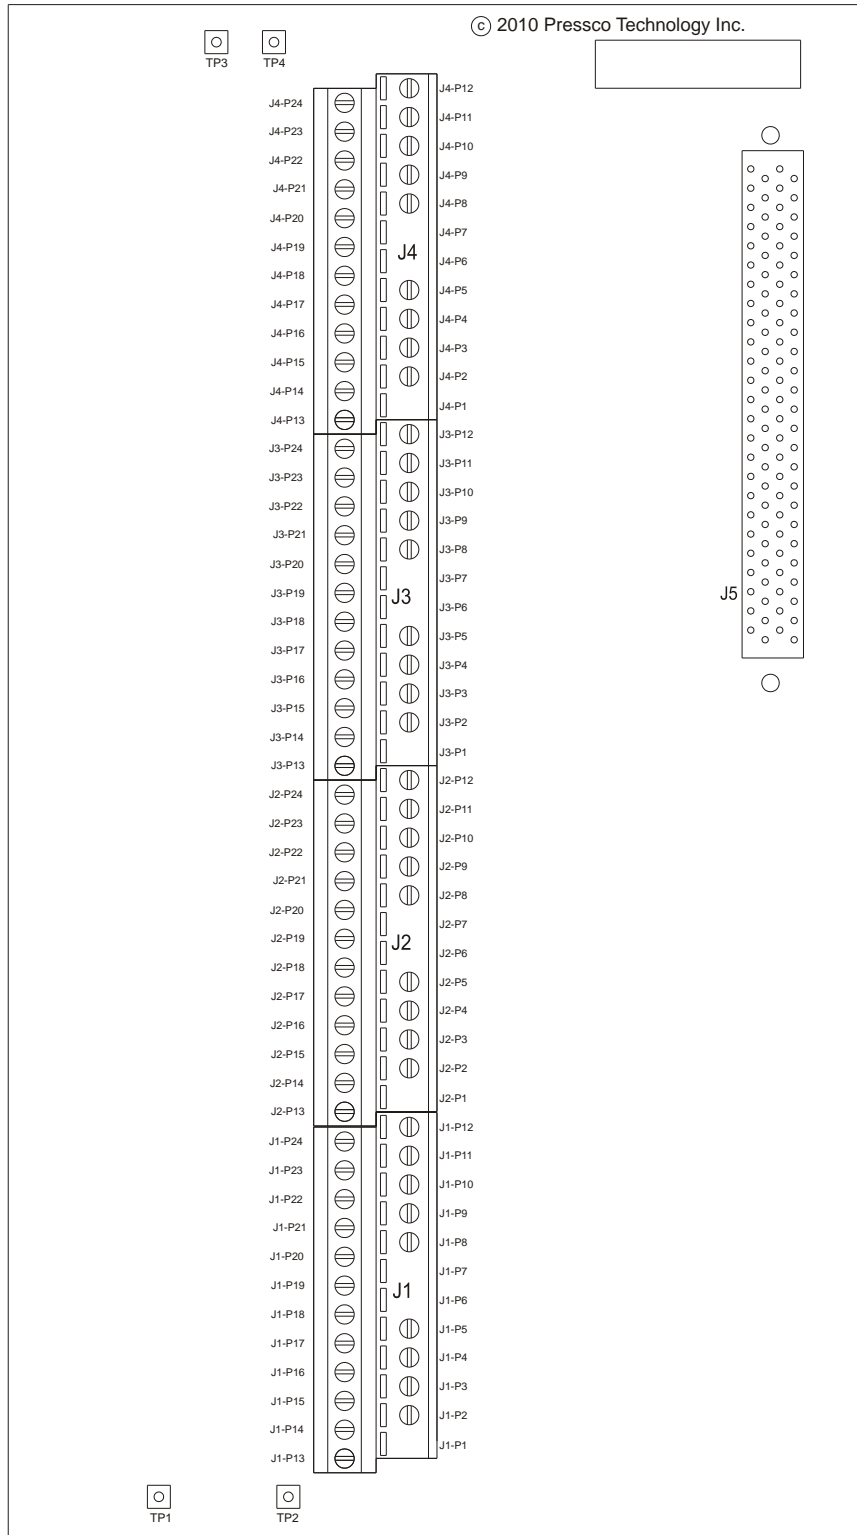 © 2010 Pressco Technology Inc.
TP3 TP4
J4-P12
J4-P24
J4-P11
J4-P23
J4-P10
J4-P22
J4-P9
J4-P21
J4-P8
J4-P20
J4-P7
J4-P19
J4
J4-P6
J4-P18
J4-P5
J4-P17
J4-P4
J4-P16
J4-P3
J4-P15
J4-P2
J4-P14
J4-P1
J4-P13
J3-P12
J3-P24
J3-P11
J3-P23
J3-P10
J3-P22
J3-P9
J3-P21
J3-P8
J3-P20
J3-P7
J3-P19
J5
J3
J3-P6
J3-P18
J3-P5
J3-P17
J3-P4
J3-P16
J3-P3
J3-P15
J3-P2
J3-P14
J3-P1
J3-P13
J2-P12
J2-P24
J2-P11
J2-P23
J2-P10
J2-P22
J2-P9
J2-P21
J2-P8
J2-P20
J2-P7
J2-P19
J2
J2-P6
J2-P18
J2-P5
J2-P17
J2-P4
J2-P16
J2-P3
J2-P15
J2-P2
J2-P14
J2-P1
J2-P13
J1-P12
J1-P24
J1-P11
J1-P23
J1-P10
J1-P22
J1-P9
J1-P21
J1-P8
J1-P20
J1-P7
J1-P19
J1
J1-P6
J1-P18
J1-P5
J1-P17
J1-P4
J1-P16
J1-P3
J1-P15
J1-P2
J1-P14
J1-P1
J1-P13
TP1 TP2